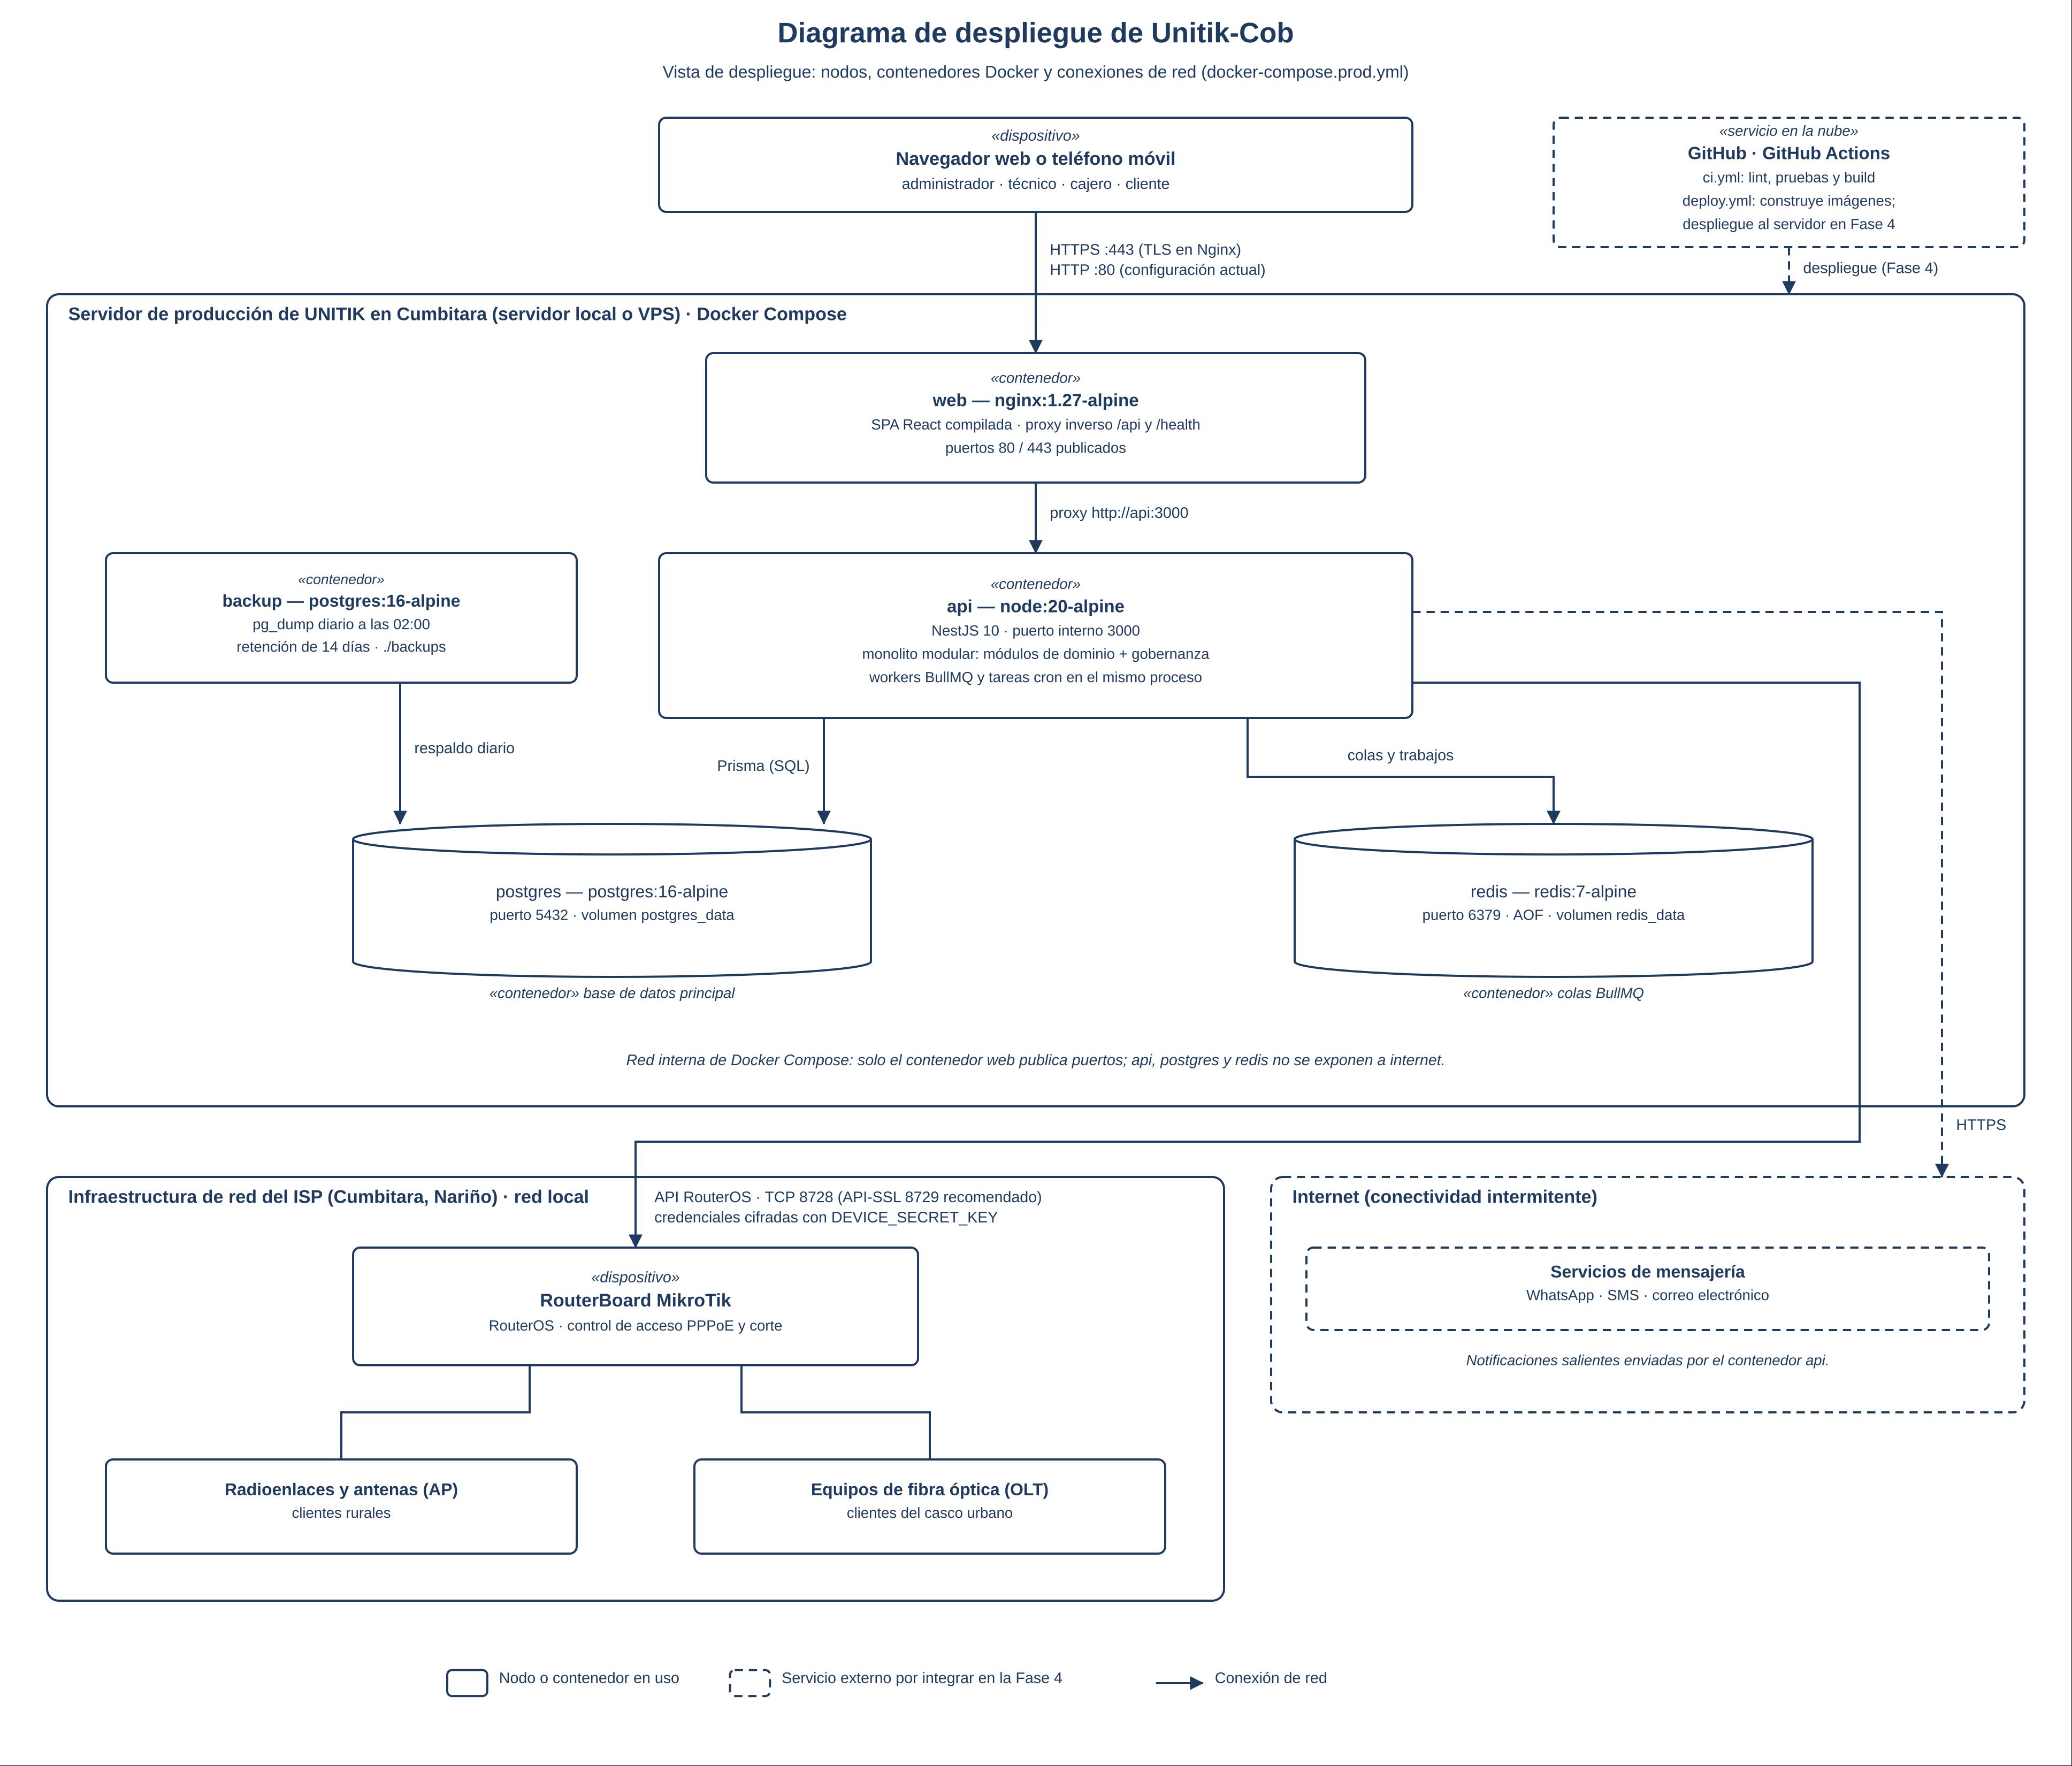 Diagrama de despliegue de Unitik-Cob
Vista de despliegue: nodos, contenedores Docker y conexiones de red (docker-compose.prod.yml)
«dispositivo»
Navegador web o teléfono móvil
administrador · técnico · cajero · cliente
«servicio en la nube»
GitHub · GitHub Actions
ci.yml: lint, pruebas y build
deploy.yml: construye imágenes;
despliegue al servidor en Fase 4
HTTPS :443 (TLS en Nginx)
HTTP :80 (configuración actual)
despliegue (Fase 4)
Servidor de producción de UNITIK en Cumbitara (servidor local o VPS) · Docker Compose
«contenedor»
web — nginx:1.27-alpine
SPA React compilada · proxy inverso /api y /health
puertos 80 / 443 publicados
proxy http://api:3000
«contenedor»
backup — postgres:16-alpine
pg_dump diario a las 02:00
retención de 14 días · ./backups
«contenedor»
api — node:20-alpine
NestJS 10 · puerto interno 3000
monolito modular: módulos de dominio + gobernanza
workers BullMQ y tareas cron en el mismo proceso
respaldo diario
Prisma (SQL)
colas y trabajos
postgres — postgres:16-alpine
puerto 5432 · volumen postgres_data
«contenedor» base de datos principal
redis — redis:7-alpine
puerto 6379 · AOF · volumen redis_data
«contenedor» colas BullMQ
Red interna de Docker Compose: solo el contenedor web publica puertos; api, postgres y redis no se exponen a internet.
HTTPS
Infraestructura de red del ISP (Cumbitara, Nariño) · red local
API RouterOS · TCP 8728 (API-SSL 8729 recomendado)
credenciales cifradas con DEVICE_SECRET_KEY
«dispositivo»
RouterBoard MikroTik
RouterOS · control de acceso PPPoE y corte
Radioenlaces y antenas (AP)
clientes rurales
Equipos de fibra óptica (OLT)
clientes del casco urbano
Internet (conectividad intermitente)
Servicios de mensajería
WhatsApp · SMS · correo electrónico
Notificaciones salientes enviadas por el contenedor api.
Nodo o contenedor en uso
Servicio externo por integrar en la Fase 4
Conexión de red